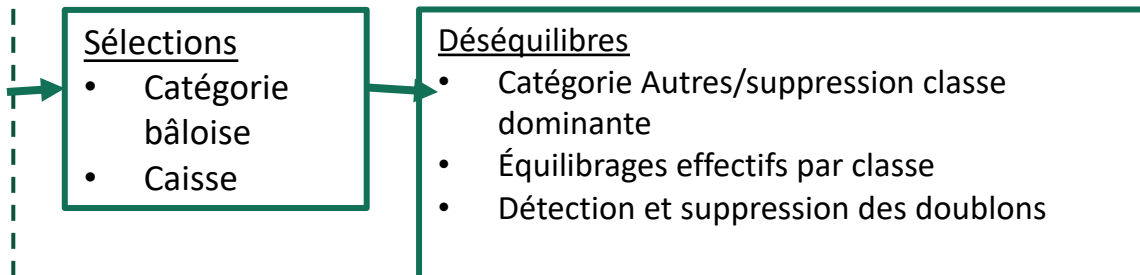 Sélections
• Catégorie
bâloise
• Caisse
Déséquilibres
• Catégorie Autres/suppression classe
dominante
• Équilibrages effectifs par classe
• Détection et suppression des doublons